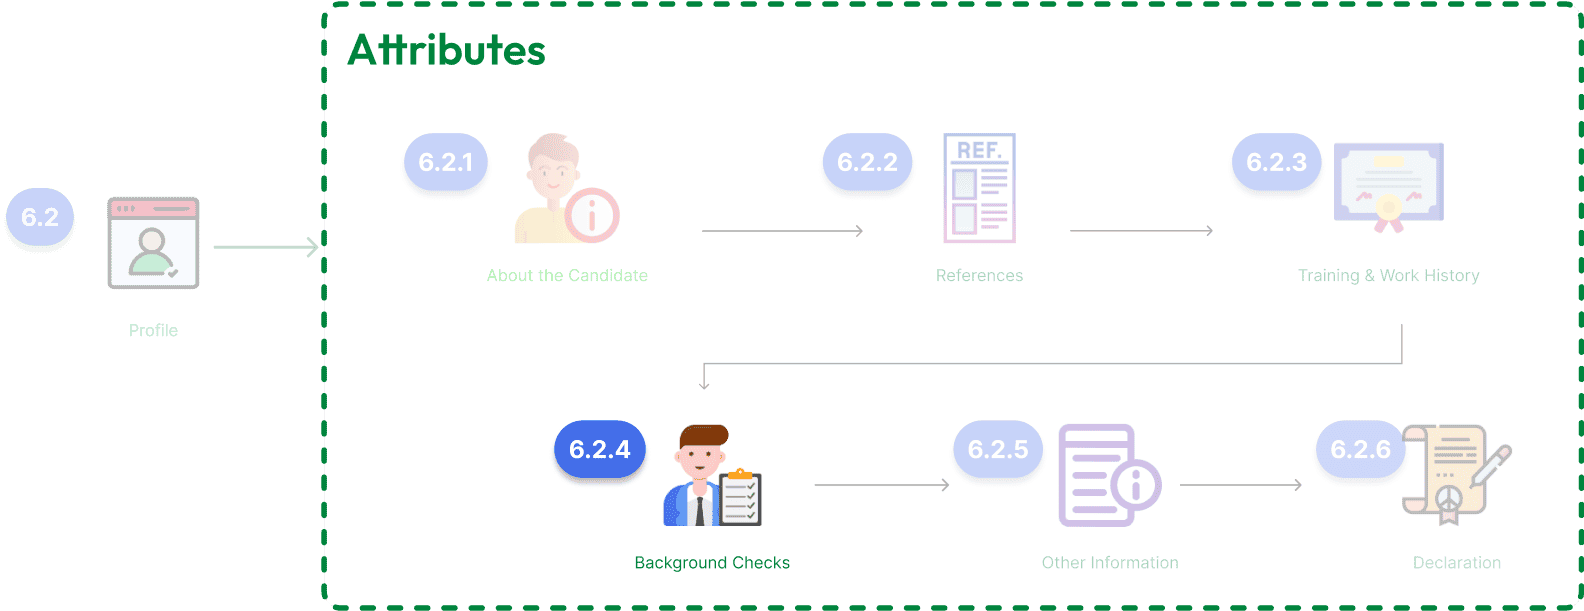 Attributes
6.2
Profile
6.2.1
About the Candidate
6.2.2
REF.
References
6.2.3
Training & Work History
6.2.4
Background Checks
6.2.5
Other Information
6.2.6
Declaration